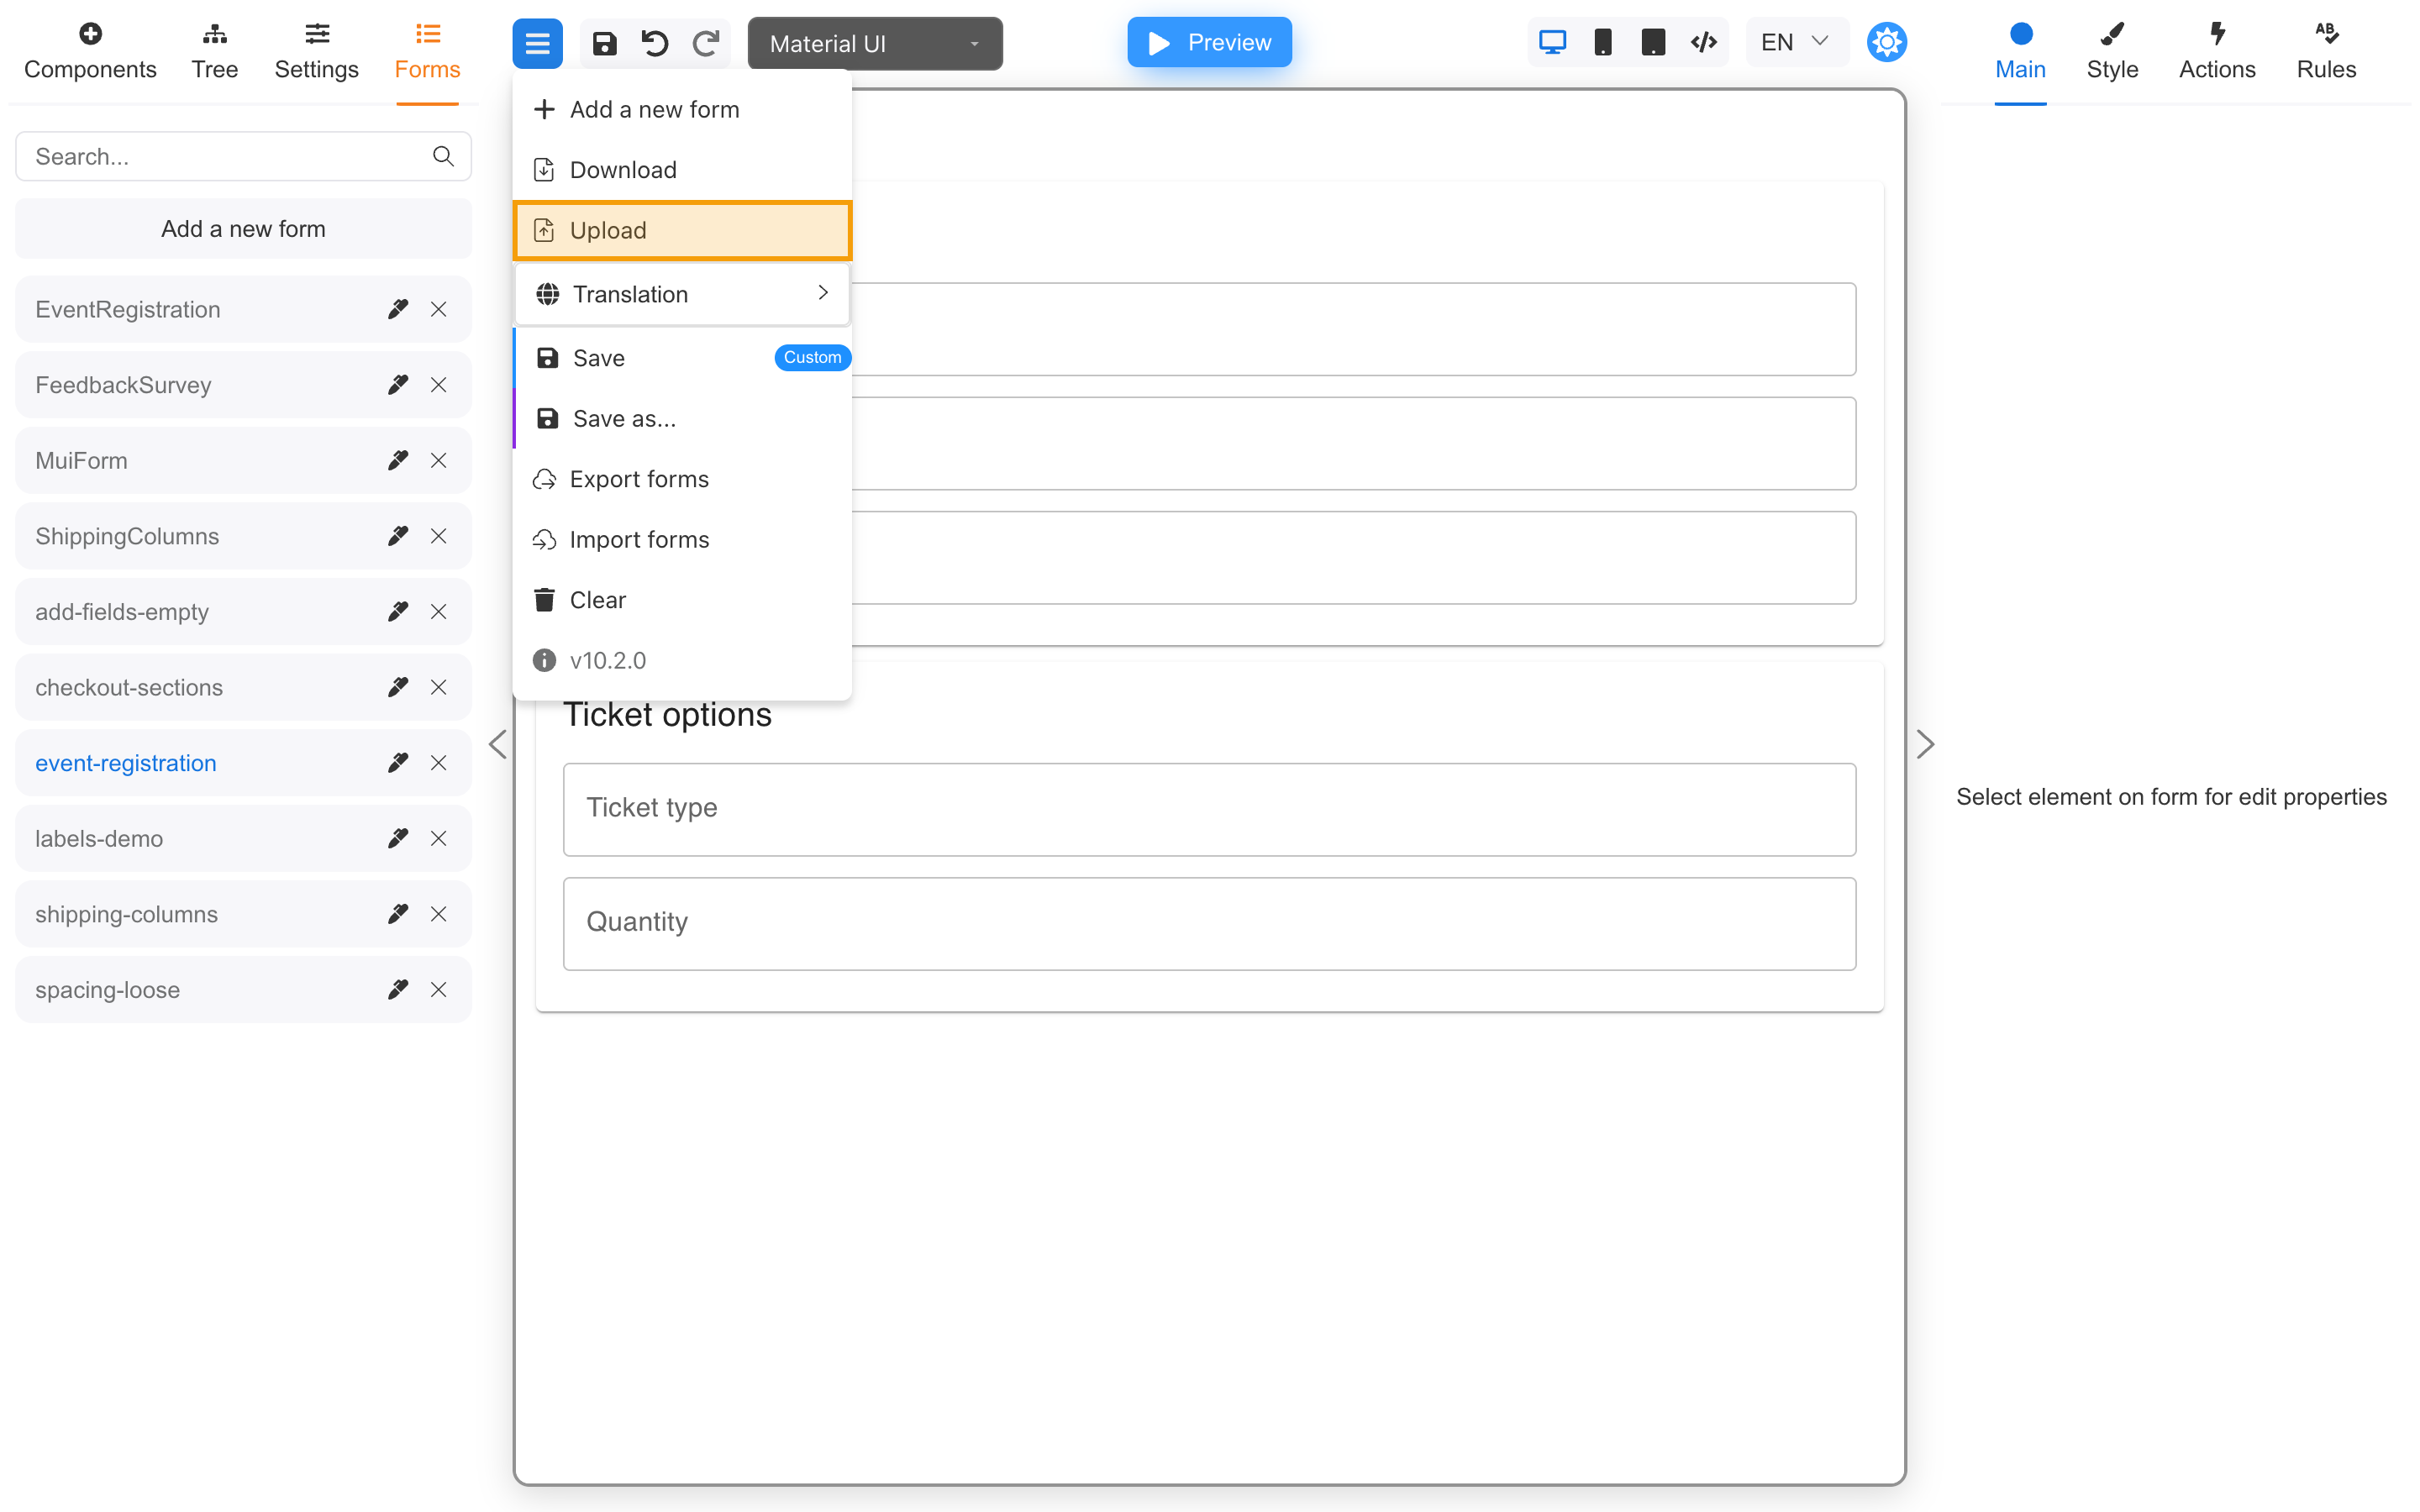 Components
Tree
Settings
Forms
Material UI
Preview
EN
Main
Style
Actions
Rules
Search...
Add a new form
EventRegistration
FeedbackSurvey
MuiForm
ShippingColumns
add-fields-empty
checkout-sections
event-registration
labels-demo
shipping-columns
spacing-loose
Add a new form
Download
Upload
Translation
Save
Custom
Save as...
Export forms
Import forms
Clear
v10.2.0
Ticket options
Ticket type
Quantity
Select element on form for edit properties